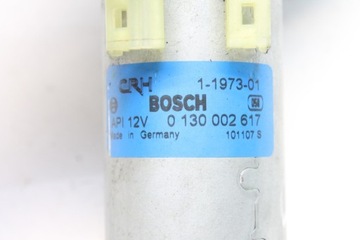 CRH 1-1973-01
BOSCH
API 12V 0 130 002 617
Made in Germany 101107 S